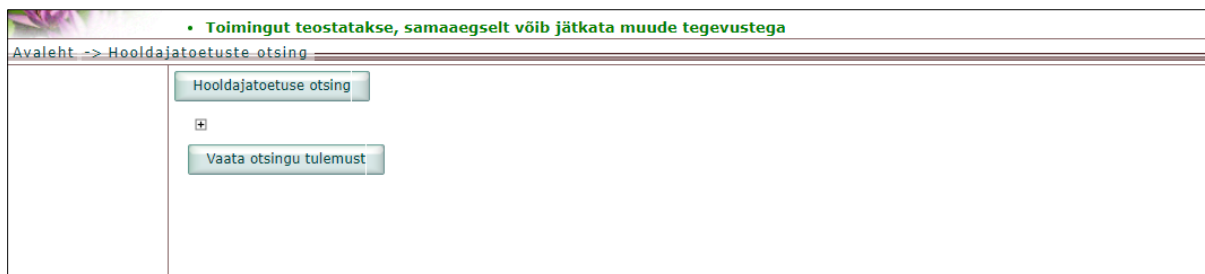 • Toimingut teostatakse, samaaegselt võib jätkata muude tegevustega
Avaleht -> Hooldajatoetuste otsing
Hooldajatoetuse otsing
Vaata otsingu tulemust